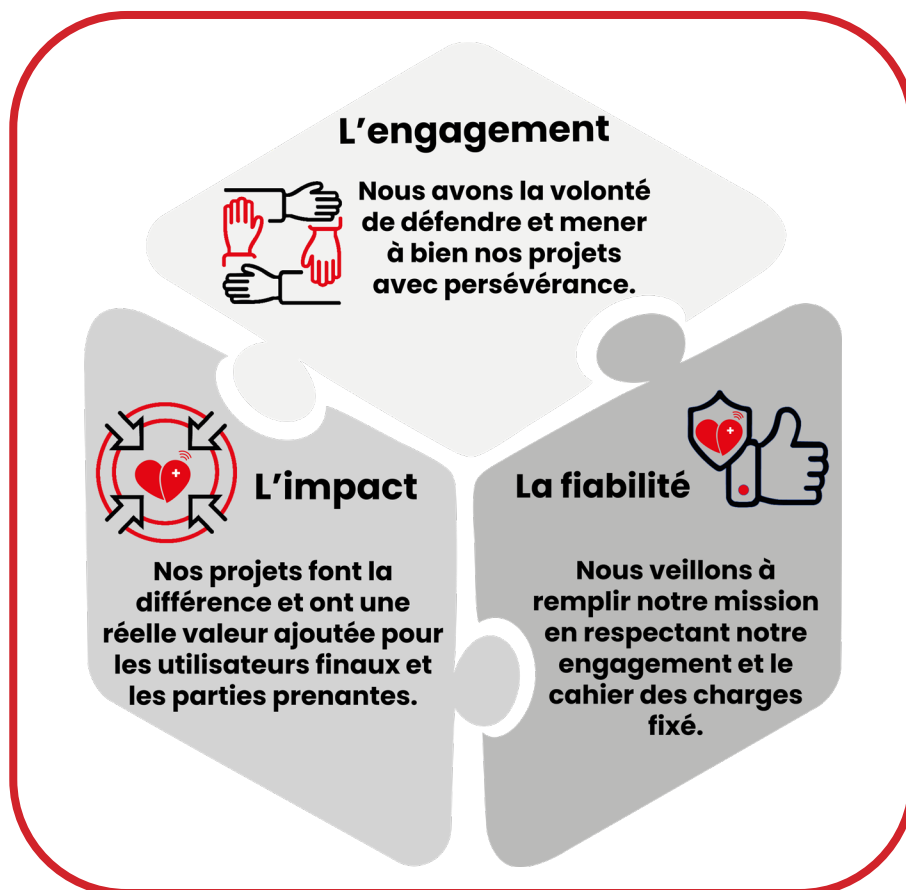 L’engagement
Nous avons la volonté
de défendre et mener
à bien nos projets
avec persévérance.
L’impact
Nos projets font la
différence et ont une
réelle valeur ajoutée pour
les utilisateurs finaux et
les parties prenantes.
La fiabilité
Nous veillons à
remplir notre mission
en respectant notre
engagement et le
cahier des charges
fixé.